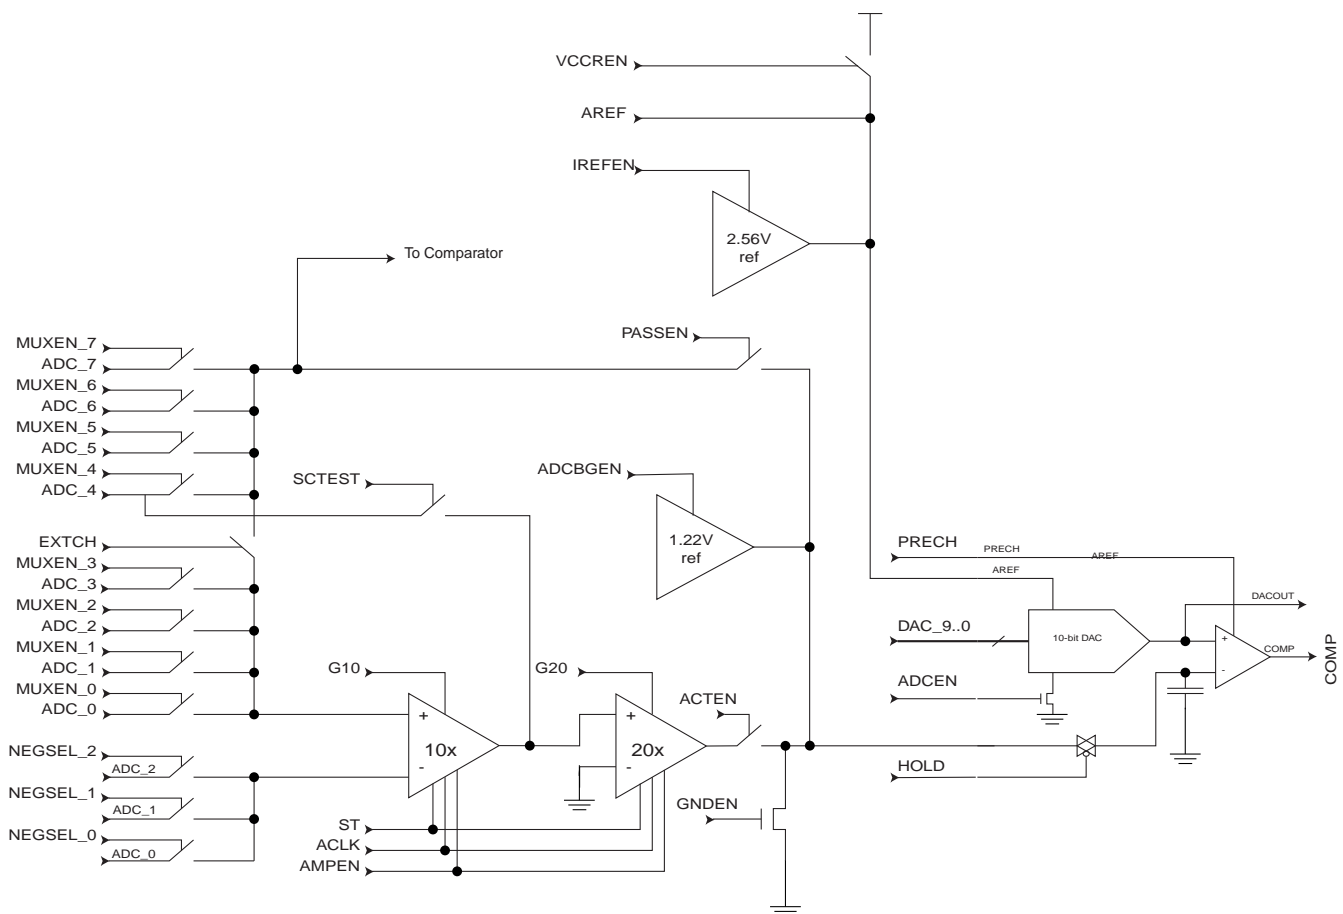 VCCREN
AREF
IREFEN
2.56V
ref
To Comparator
PASSEN
MUXEN_7
ADC_7
MUXEN_6
ADC_6
MUXEN_5
ADC_5
MUXEN_4
ADC_4
SCTEST
ADCBGEN
1.22V
ref
EXTCH
MUXEN_3
ADC_3
MUXEN_2
ADC_2
MUXEN_1
ADC_1
MUXEN_0
ADC_0
PRECH
PRECH
AREF
AREF
DACOUT
DAC_9..0
10-bit DAC
+
-
COMP
COMP
ADCEN
G10
G20
ACTEN
+
10x
-
+
20x
-
HOLD
NEGSEL_2
ADC_2
NEGSEL_1
ADC_1
NEGSEL_0
ADC_0
GNDEN
ST
ACLK
AMPEN